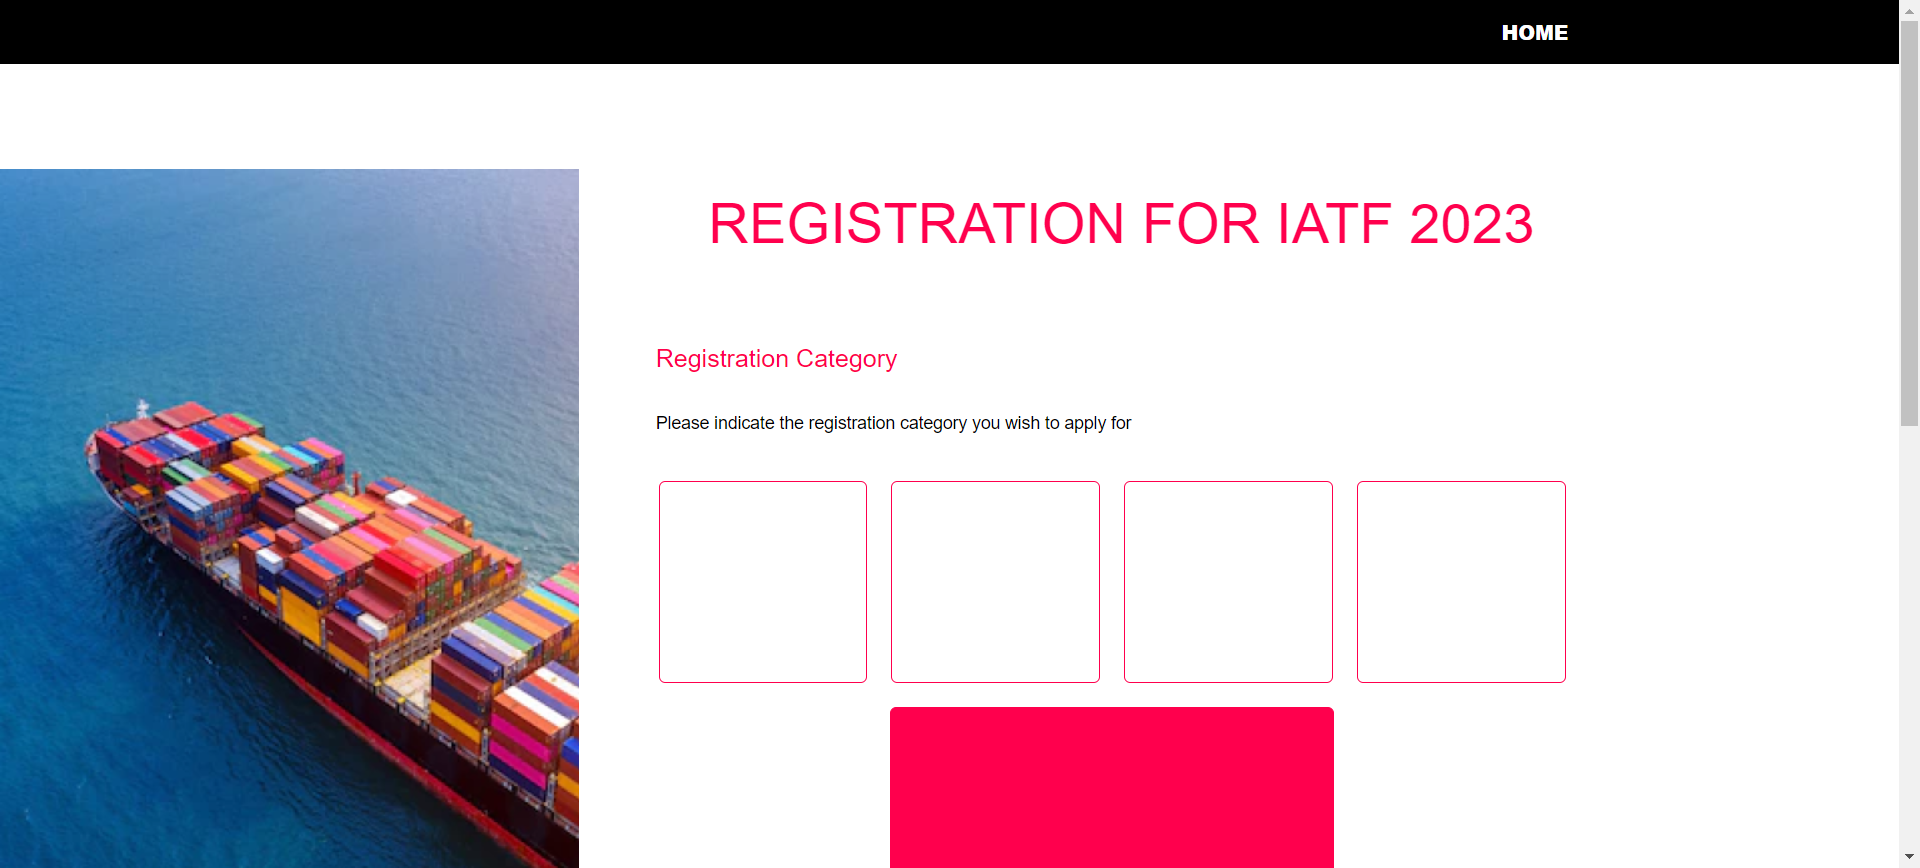 HOME
REGISTRATION FOR IATF 2023
Registration Category
Please indicate the registration category you wish to apply for